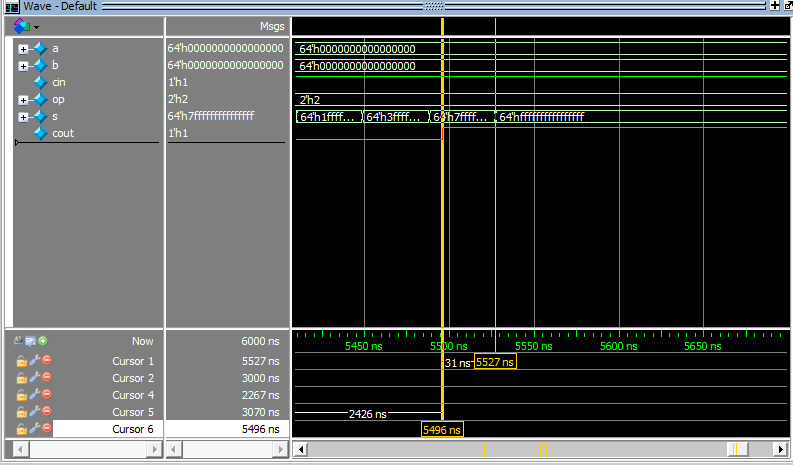 Wave - Default
Msgs
a 64'h0000000000000000 64'h0000000000000000
b 64'h0000000000000000 64'h0000000000000000
cin 1'h1
op 2'h2 2'h2
s 64'h7fffffffffffffff 64'h1ffff... 64'h3ffff... 64'h7ffff... 64'hffffffffffffffff
cout 1'h1
Now 6000 ns 5450 ns 5500 ns 5550 ns 5600 ns 5650 ns
Cursor 1 5527 ns 31 ns 5527 ns
Cursor 2 3000 ns
Cursor 4 2267 ns
Cursor 5 3070 ns 2426 ns
Cursor 6 5496 ns 5496 ns